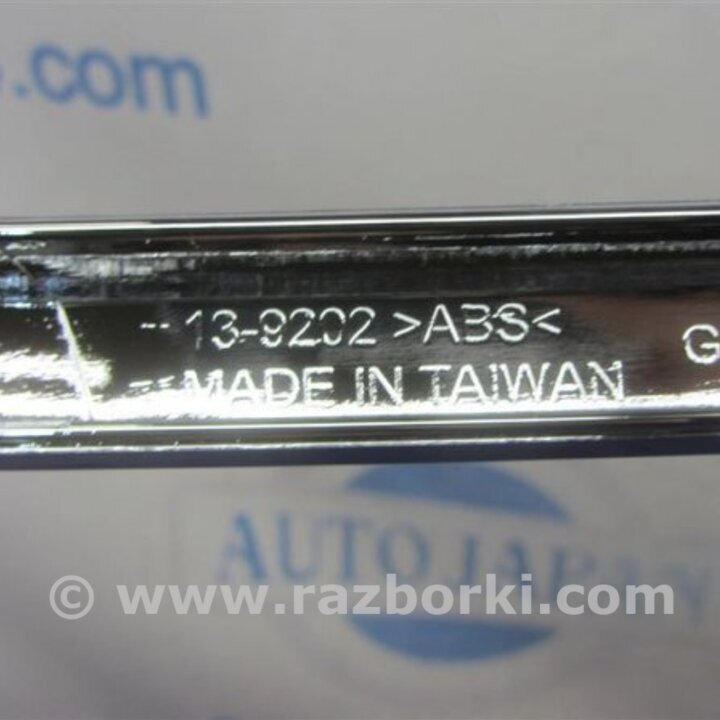 .com
13-9202 >ABS<
G
MADE IN TAIWAN
AUTO JAPAN
© www.razborki.com